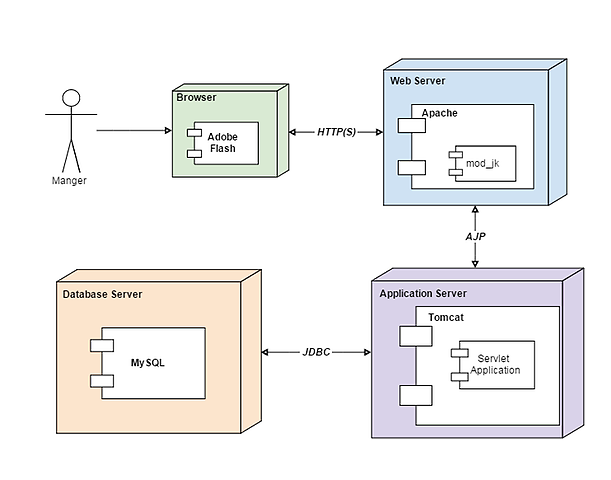 Manger
Browser
Adobe
Flash
HTTP(S)
Web Server
Apache
mod_jk
AJP
Database Server
MySQL
JDBC
Application Server
Tomcat
Servlet
Application